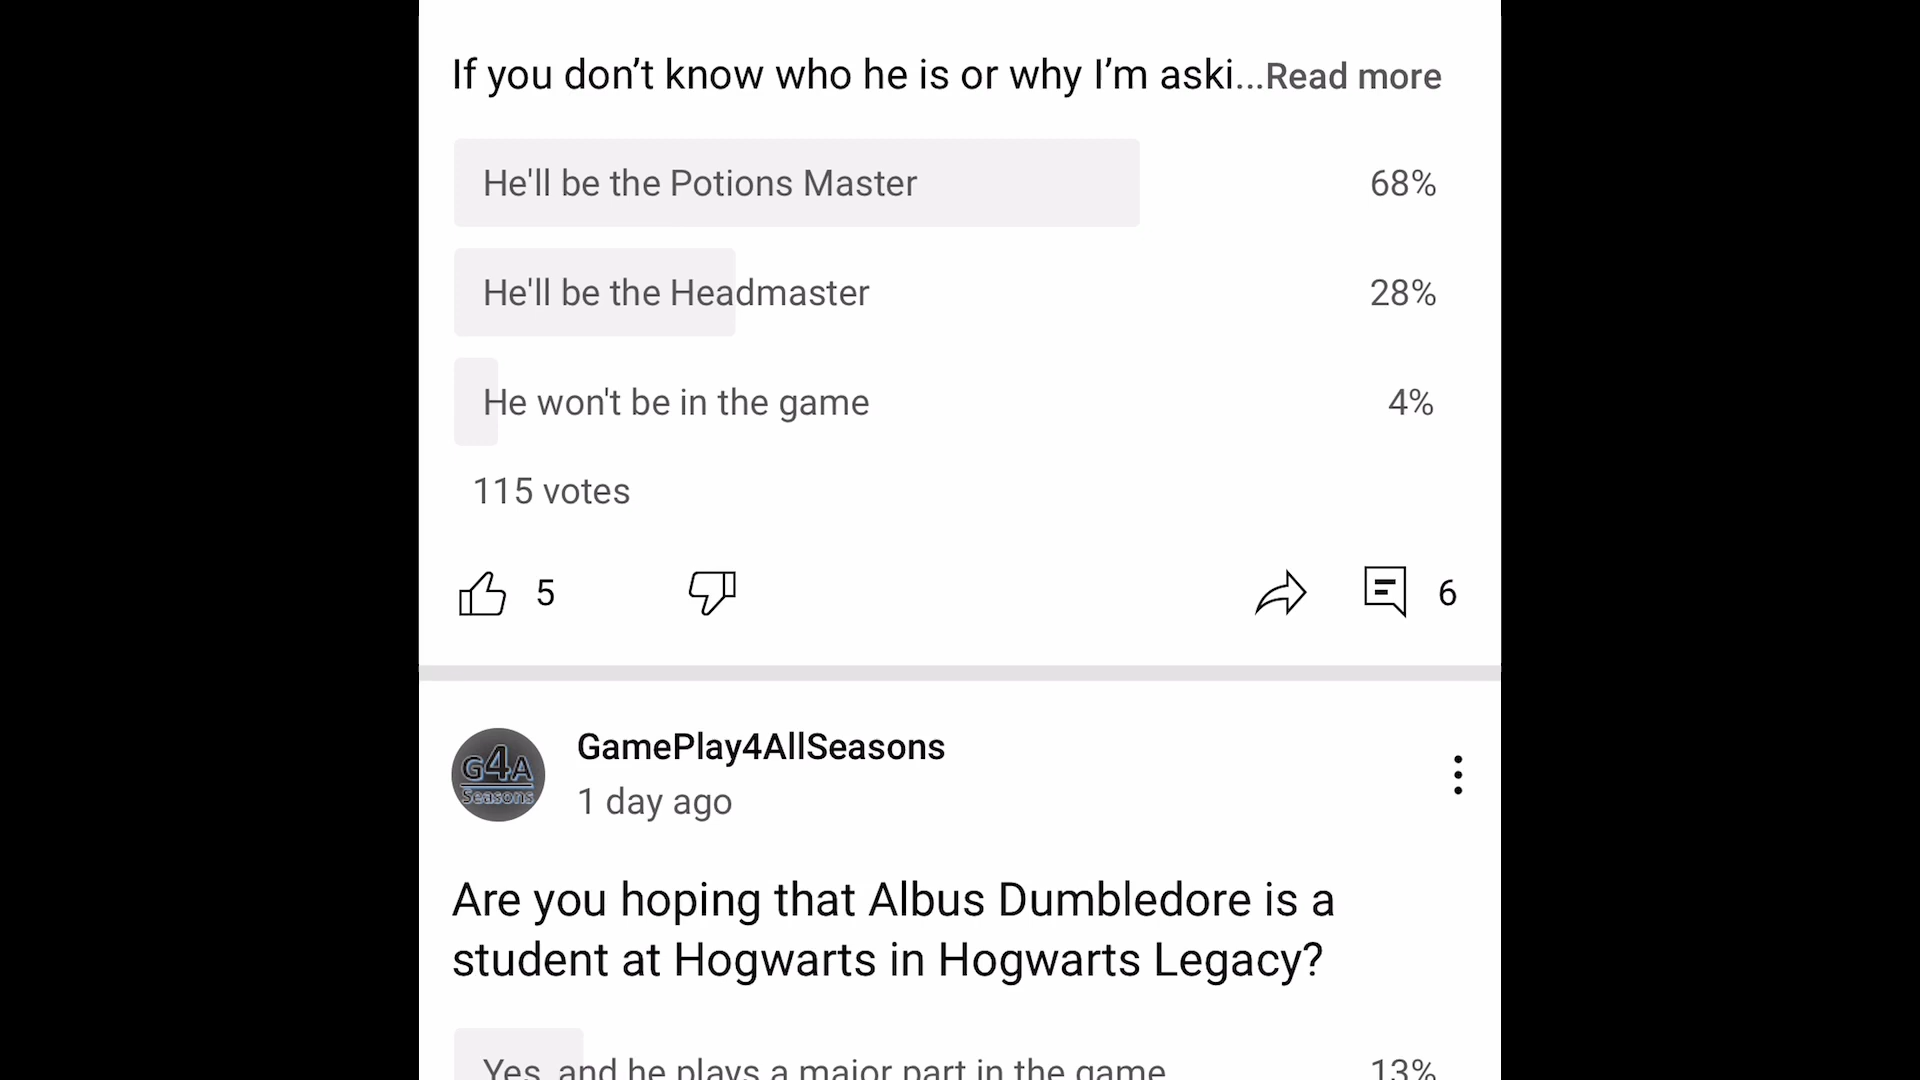 If you don’t know who he is or why I’m aski...Read more
He'll be the Potions Master 68%
He'll be the Headmaster 28%
He won't be in the game 4%
115 votes
5 6
G4A
Seasons
GamePlay4AllSeasons
1 day ago
Are you hoping that Albus Dumbledore is a
student at Hogwarts in Hogwarts Legacy?
Yes, and he plays a major part in the game 13%